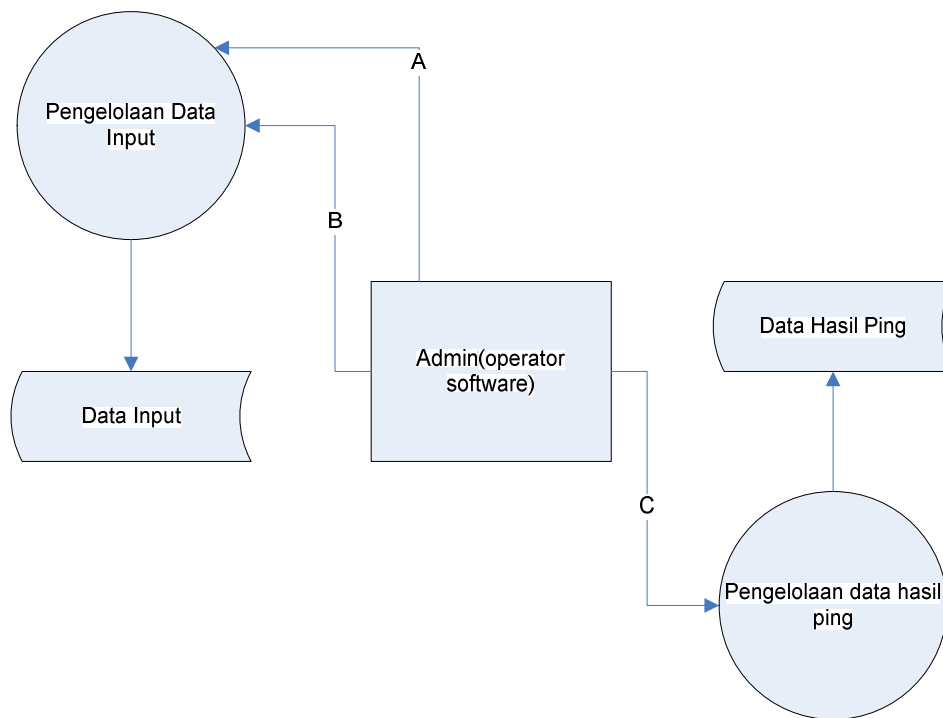 A
Pengelolaan Data
Input
B
Admin(operator
software)
Data Hasil Ping
Data Input
C
Pengelolaan data hasil
ping